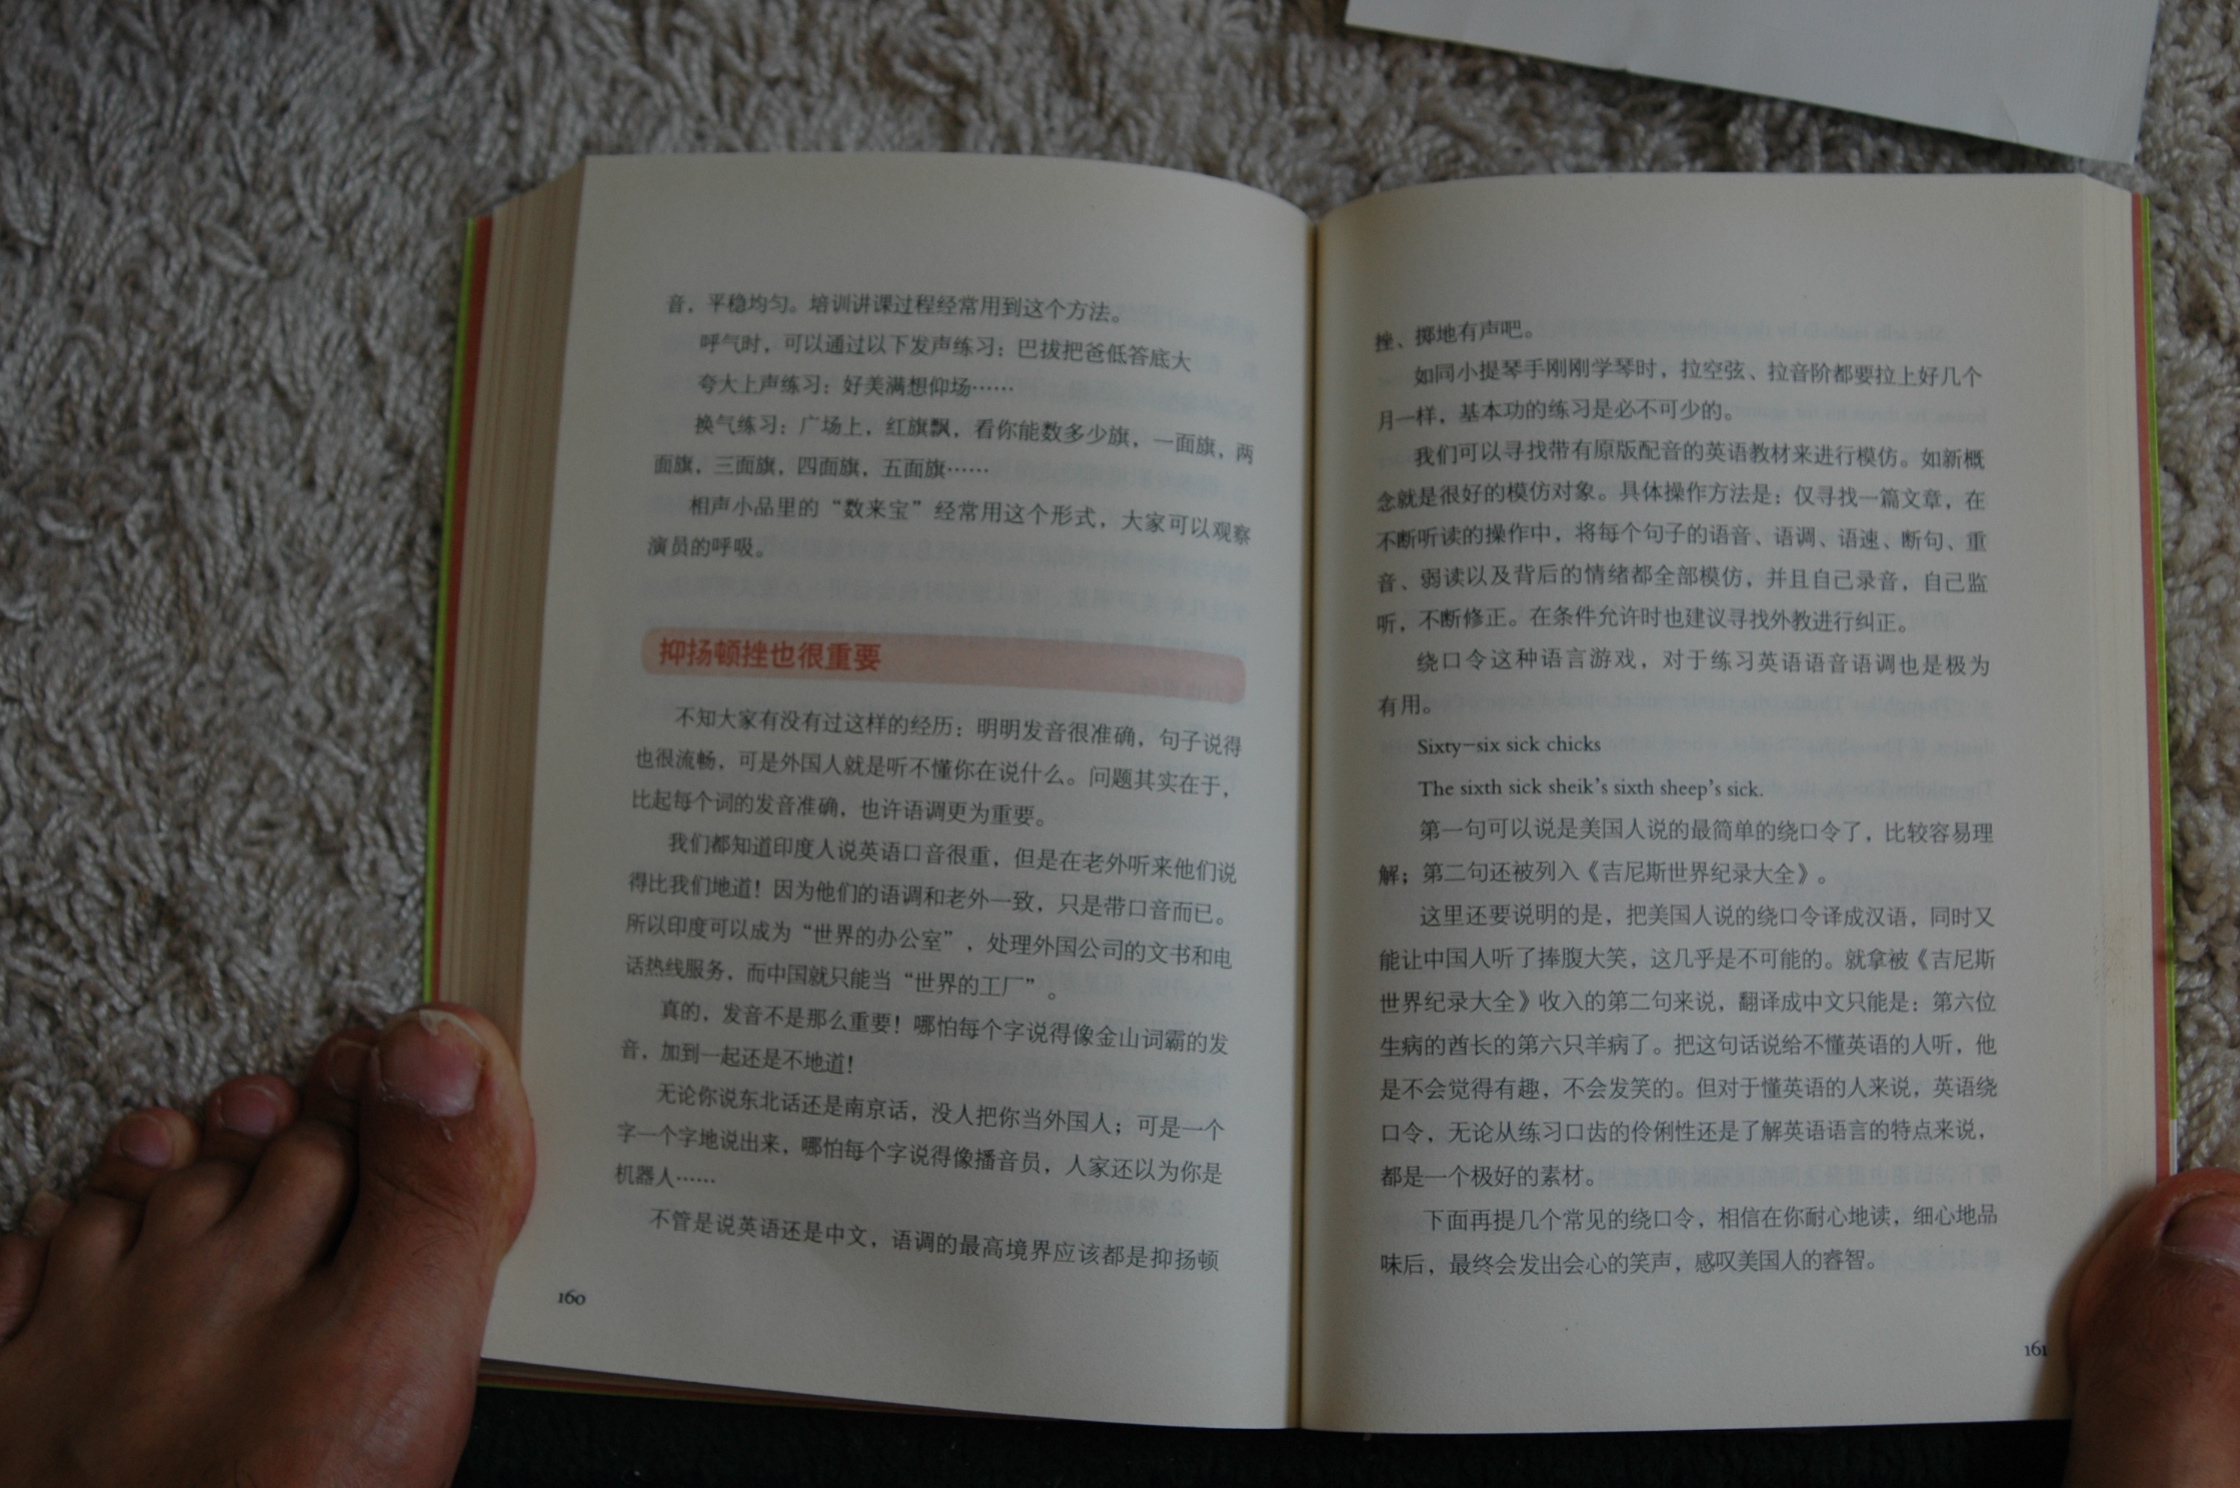 音，平稳均匀。培训讲课过程经常用到这个方法。
呼气时，可以通过以下发声练习：巴拔把爸低答底大
夸大上声练习：好美满想仰场……
换气练习：广场上，红旗飘，看你能数多少旗，一面旗，两
面旗，三面旗，四面旗，五面旗……
相声小品里的“数来宝”经常用这个形式，大家可以观察
演员的呼吸。
抑扬顿挫也很重要
不知大家有没有过这样的经历：明明发音很准确，句子说得
也很流畅，可是外国人就是听不懂你在说什么。问题其实在于，
比起每个词的发音准确，也许语调更为重要。
我们都知道印度人说英语口音很重，但是在老外听来他们说
得比我们地道！因为他们的语调和老外一致，只是带口音而已。
所以印度可以成为“世界的办公室”，处理外国公司的文书和电
话热线服务，而中国就只能当“世界的工厂”。
真的，发音不是那么重要！哪怕每个字说得像金山词霸的发
音，加到一起还是不地道！
无论你说东北话还是南京话，没人把你当外国人；可是一个
字一个字地说出来，哪怕每个字说得像播音员，人家还以为你是
机器人……
不管是说英语还是中文，语调的最高境界应该都是抑扬顿
160
挫、掷地有声吧。
如同小提琴手刚刚学琴时，拉空弦、拉音阶都要拉上好几个
月一样，基本功的练习是必不可少的。
我们可以寻找带有原版配音的英语教材来进行模仿。如新概
念就是很好的模仿对象。具体操作方法是：仅寻找一篇文章，在
不断听读的操作中，将每个句子的语音、语调、语速、断句、重
音、弱读以及背后的情绪都全部模仿，并且自己录音，自己监
听，不断修正。在条件允许时也建议寻找外教进行纠正。
绕口令这种语言游戏，对于练习英语语音语调也是极为
有用。
Sixty-six sick chicks
The sixth sick sheik's sixth sheep's sick.
第一句可以说是美国人说的最简单的绕口令了，比较容易理
解；第二句还被列入《吉尼斯世界纪录大全》。
这里还要说明的是，把美国人说的绕口令译成汉语，同时又
能让中国人听了捧腹大笑，这几乎是不可能的。就拿被《吉尼斯
世界纪录大全》收入的第二句来说，翻译成中文只能是：第六位
生病的酋长的第六只羊病了。把这句话说给不懂英语的人听，他
是不会觉得有趣，不会发笑的。但对于懂英语的人来说，英语绕
口令，无论从练习口齿的伶俐性还是了解英语语言的特点来说，
都是一个极好的素材。
下面再提几个常见的绕口令，相信在你耐心地读，细心地品
味后，最终会发出会心的笑声，感叹美国人的睿智。
161